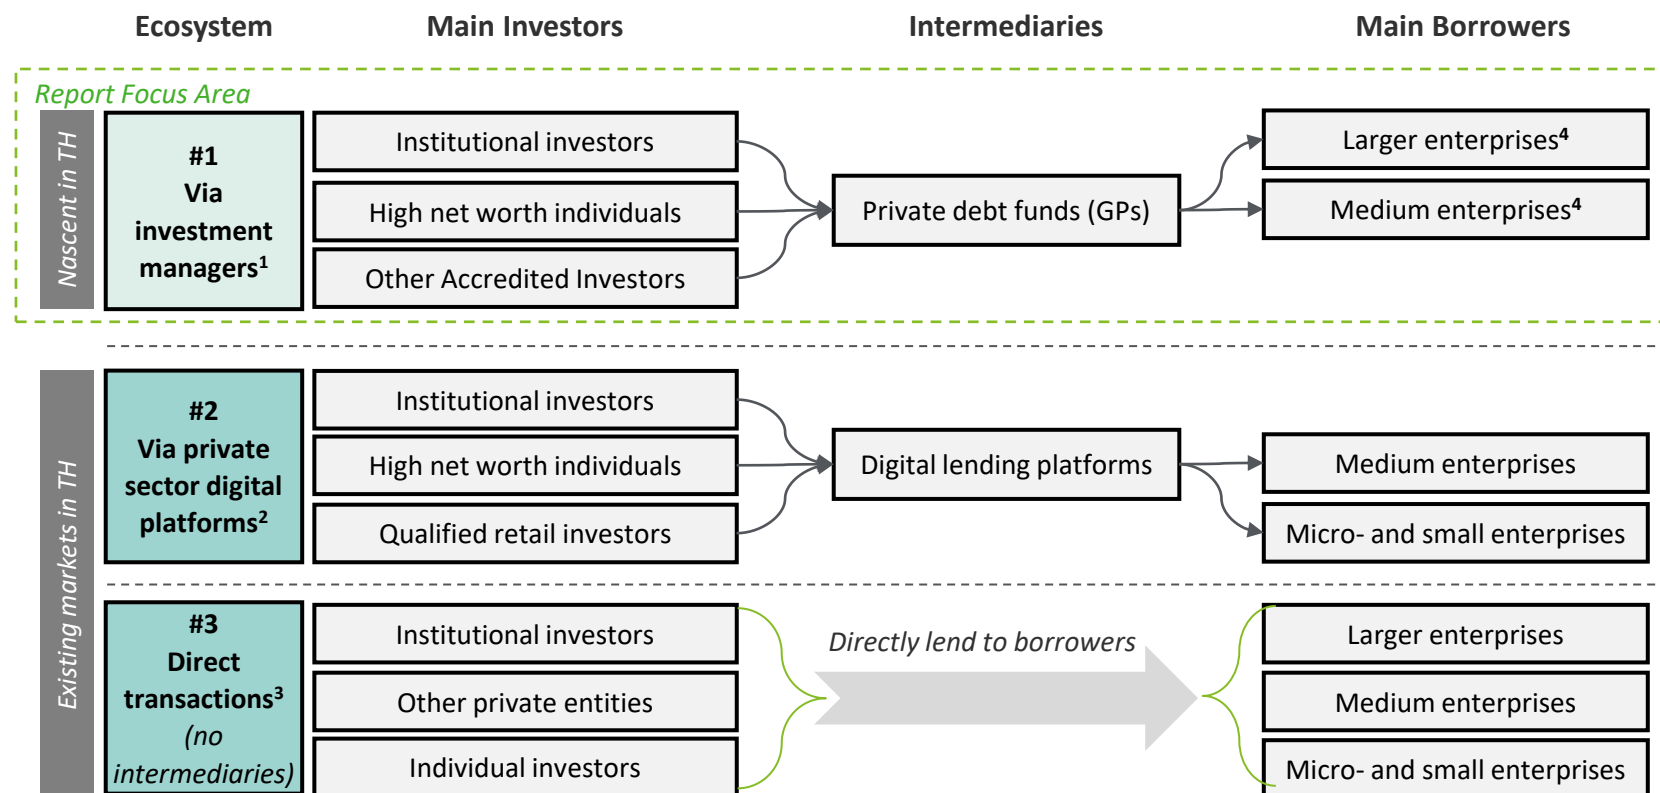 Ecosystem
Main Investors
Intermediaries
Main Borrowers
Report Focus Area
Nascent in TH
#1
Via
investment
managers¹
Institutional investors
High net worth individuals
Other Accredited Investors
Private debt funds (GPs)
Larger enterprises⁴
Medium enterprises⁴
Existing markets in TH
#2
Via private
sector digital
platforms²
Institutional investors
High net worth individuals
Qualified retail investors
Digital lending platforms
Medium enterprises
Micro- and small enterprises
#3
Direct
transactions³
(no
intermediaries)
Institutional investors
Other private entities
Individual investors
Directly lend to borrowers
Larger enterprises
Medium enterprises
Micro- and small enterprises